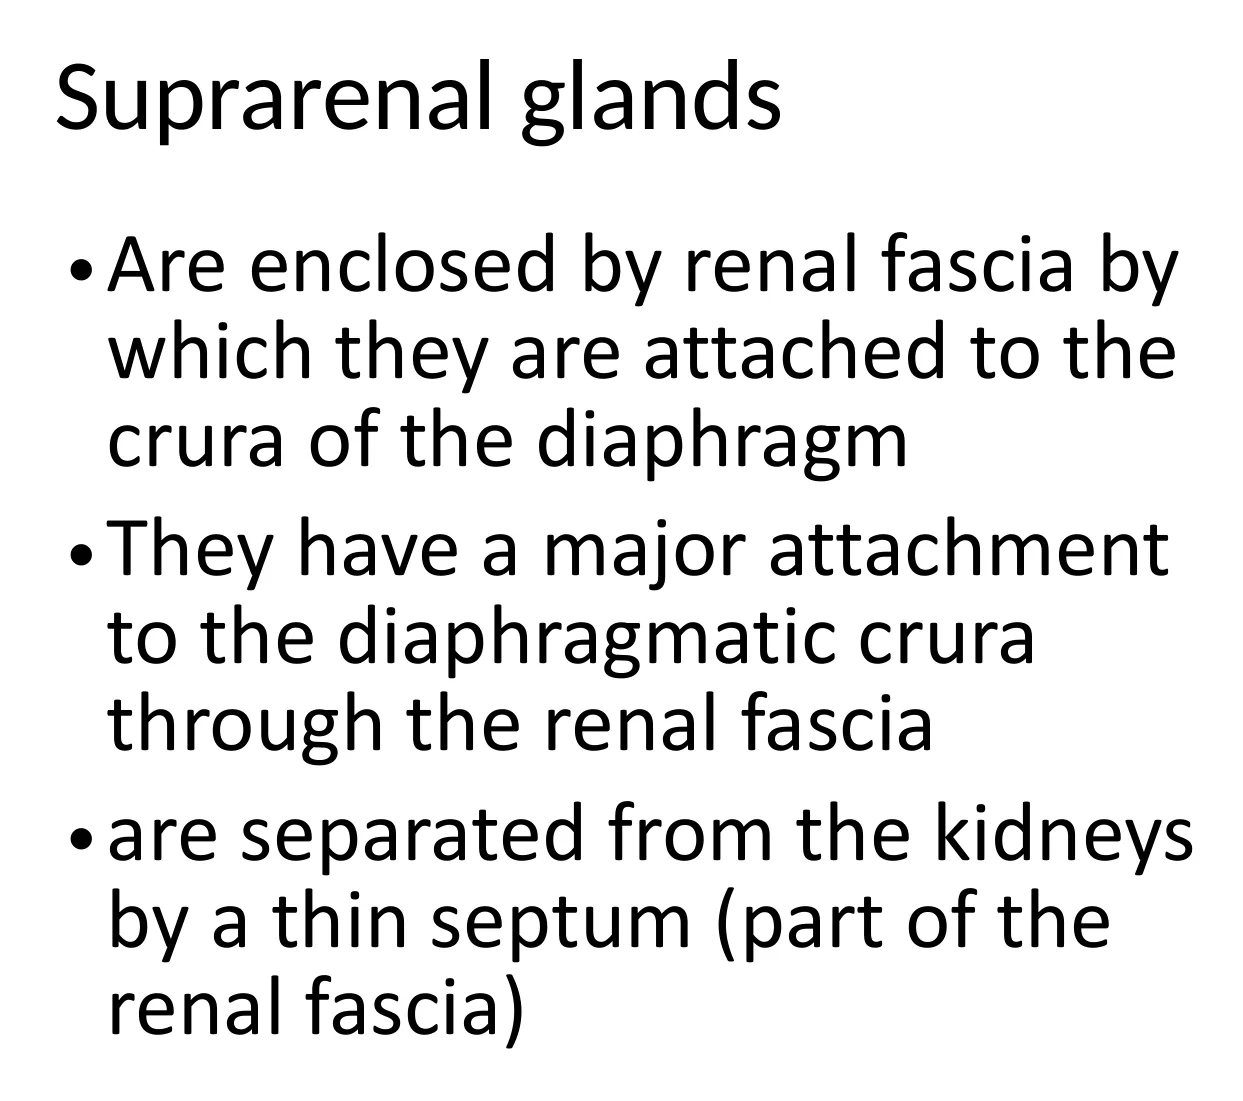 Suprarenal glands
• Are enclosed by renal fascia by
which they are attached to the
crura of the diaphragm
• They have a major attachment
to the diaphragmatic crura
through the renal fascia
• are separated from the kidneys
by a thin septum (part of the
renal fascia)